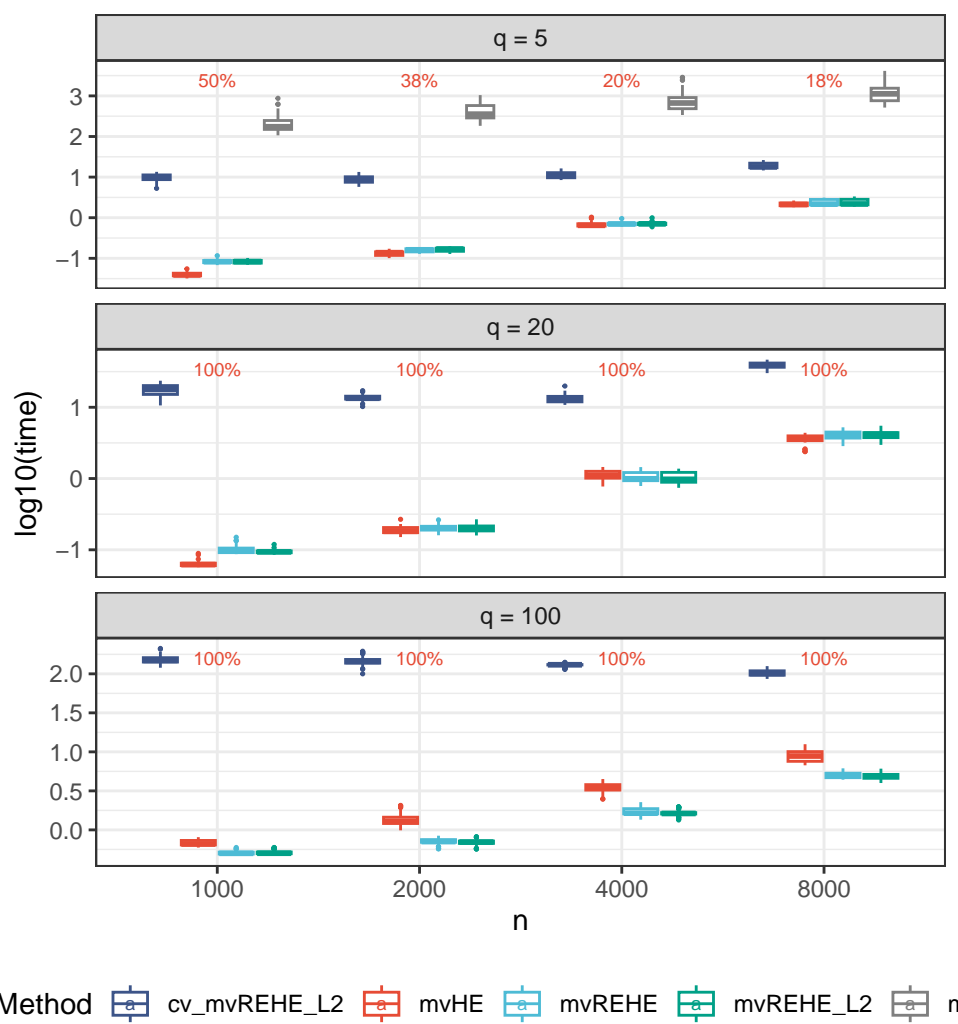 q = 5
50% 38% 20% 18%
3
2
1
0
−1
q = 20
100% 100% 100% 100%
1
0
−1
log10(time)
q = 100
100% 100% 100% 100%
2.0
1.5
1.0
0.5
0.0
1000 2000 4000 8000
n
Method a cv_mvREHE_L2 a mvHE a mvREHE a mvREHE_L2 a